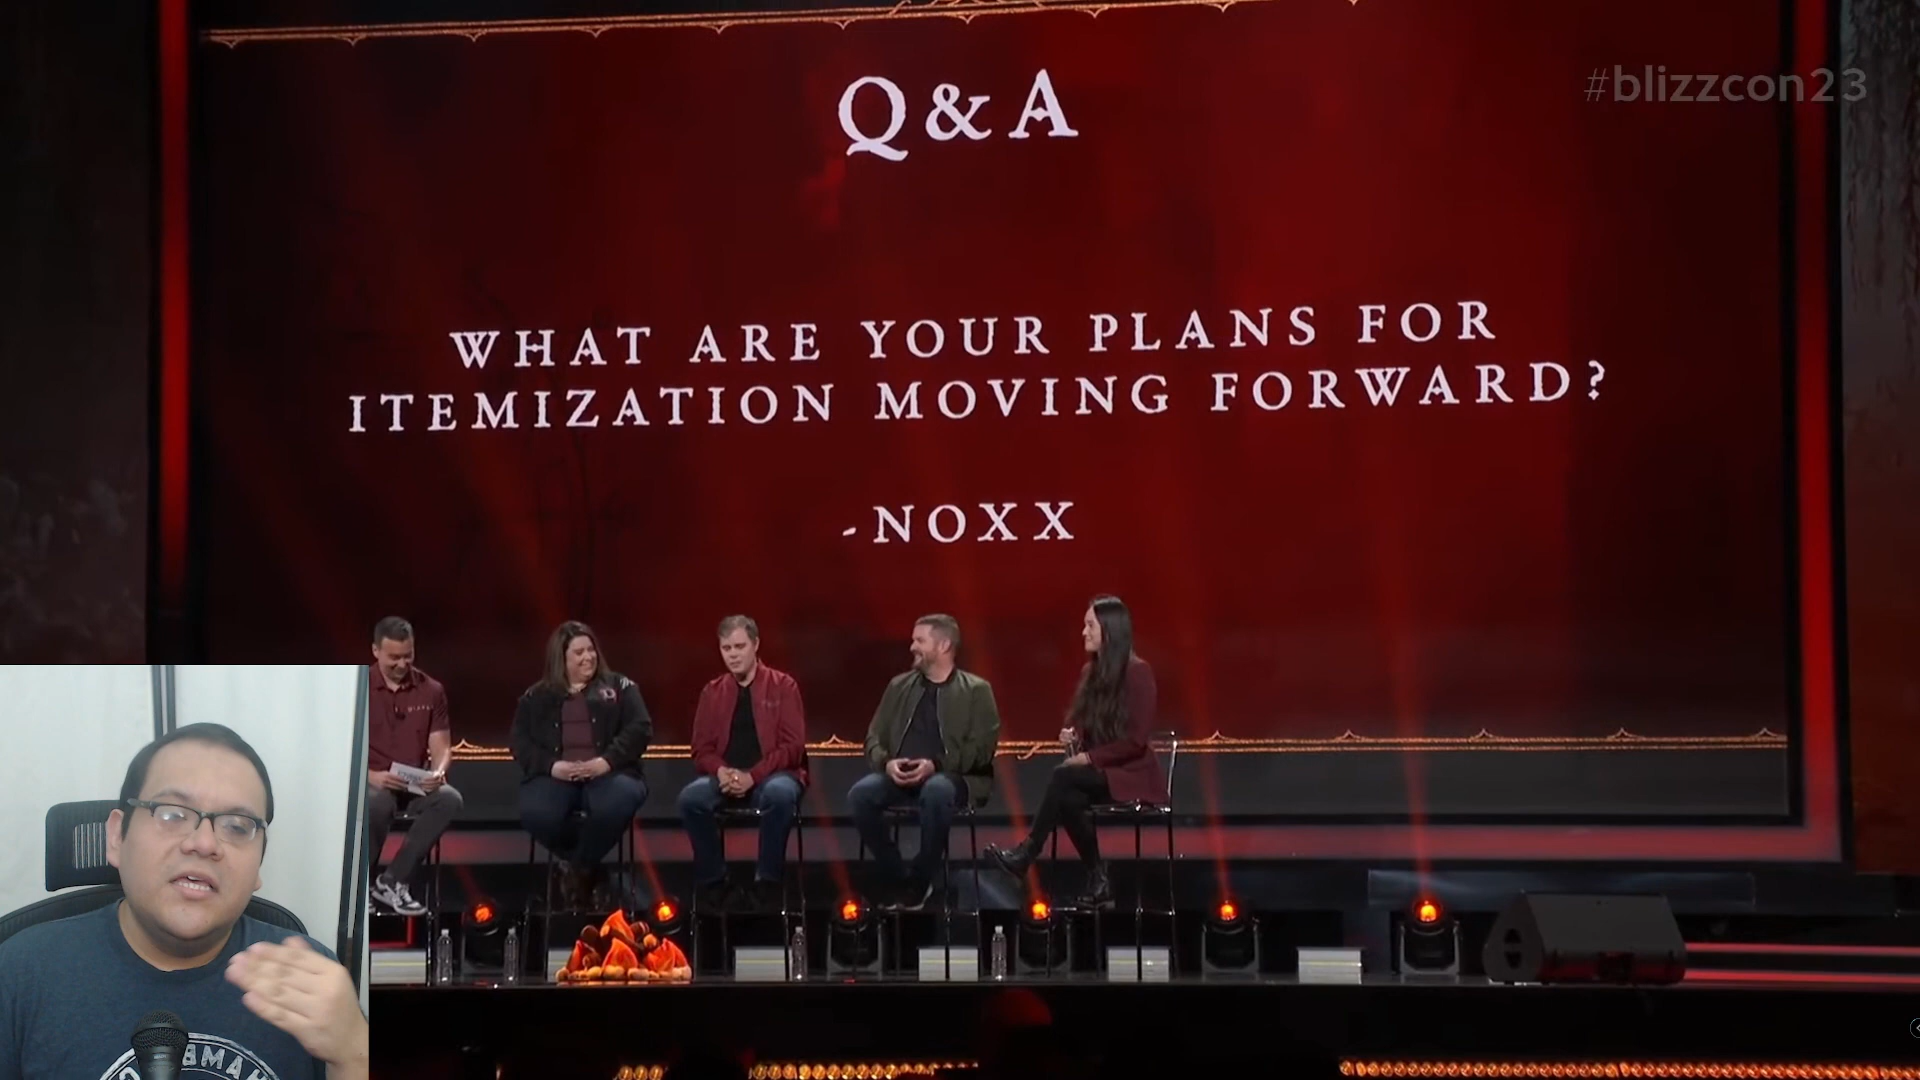 #blizzcon23
Q&A
WHAT ARE YOUR PLANS FOR
ITEMIZATION MOVING FORWARD?
-NOXX